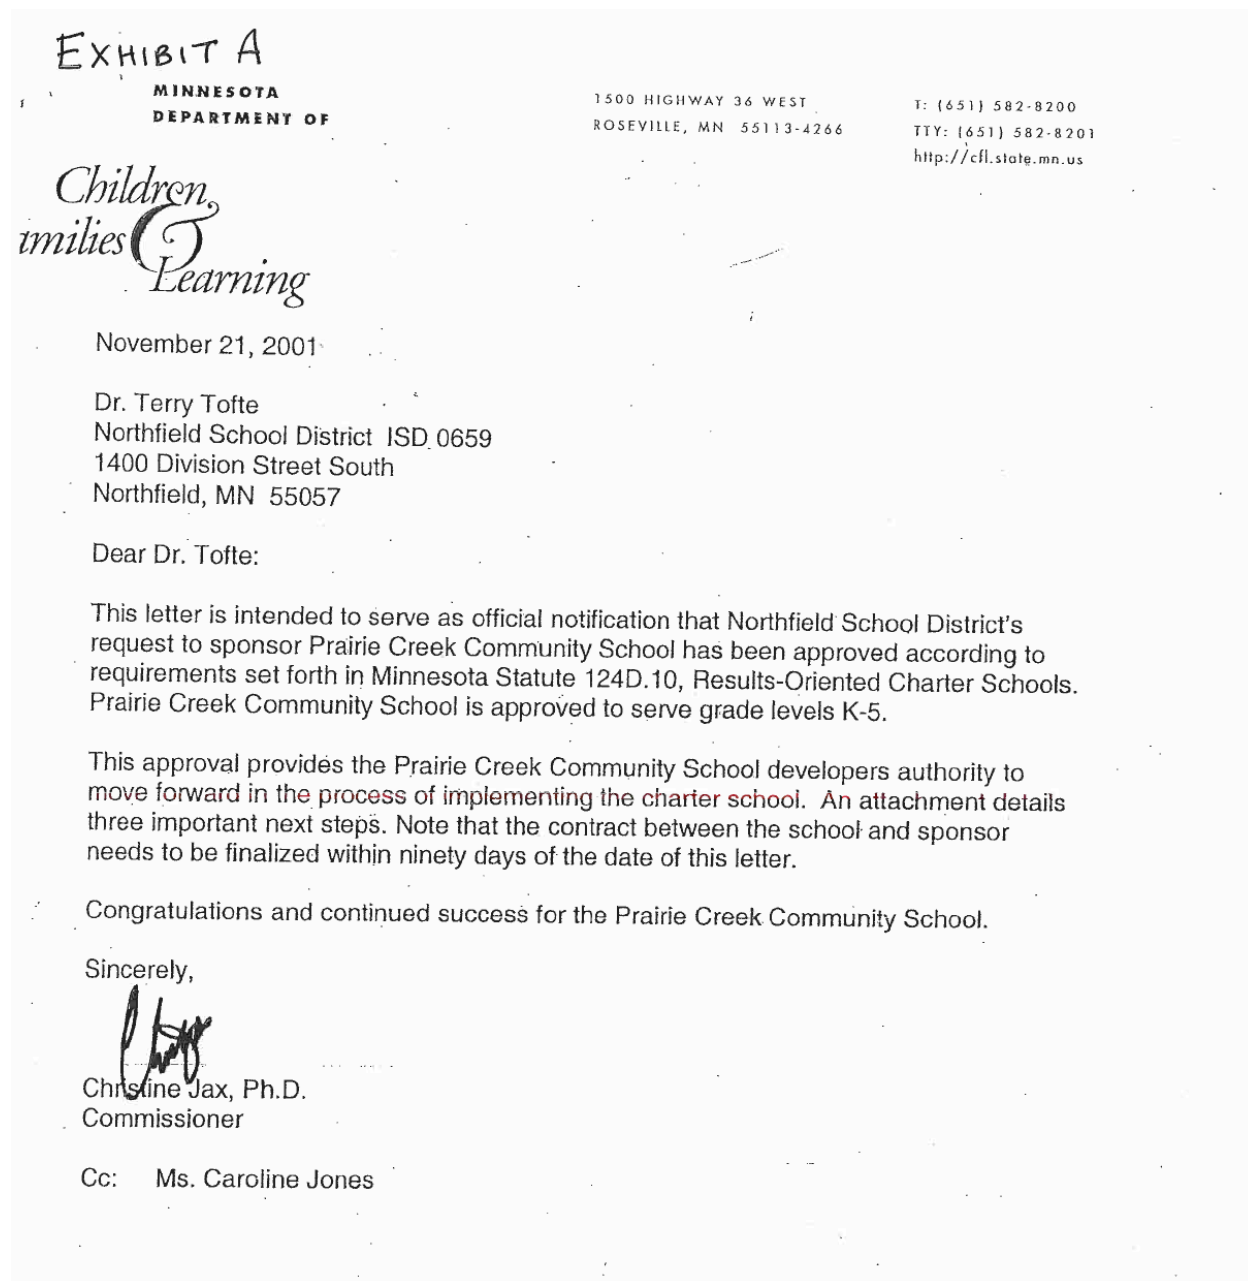 EXHIBIT A
MINNESOTA
DEPARTMENT OF
Children,
amilies &
Learning
1500 HIGHWAY 36 WEST
ROSEVILLE, MN 55113-4266
T: (651) 582-8200
TTY: (651) 582-8201
http://cfl.state.mn.us
November 21, 2001
Dr. Terry Tofte
Northfield School District ISD 0659
1400 Division Street South
Northfield, MN 55057
Dear Dr. Tofte:
This letter is intended to serve as official notification that Northfield School District's
request to sponsor Prairie Creek Community School has been approved according to
requirements set forth in Minnesota Statute 124D.10, Results-Oriented Charter Schools.
Prairie Creek Community School is approved to serve grade levels K-5.
This approval provides the Prairie Creek Community School developers authority to
move forward in the process of implementing the charter school. An attachment details
three important next steps. Note that the contract between the school and sponsor
needs to be finalized within ninety days of the date of this letter.
Congratulations and continued success for the Prairie Creek Community School.
Sincerely,
Christine Jax, Ph.D.
Commissioner
Cc: Ms. Caroline Jones